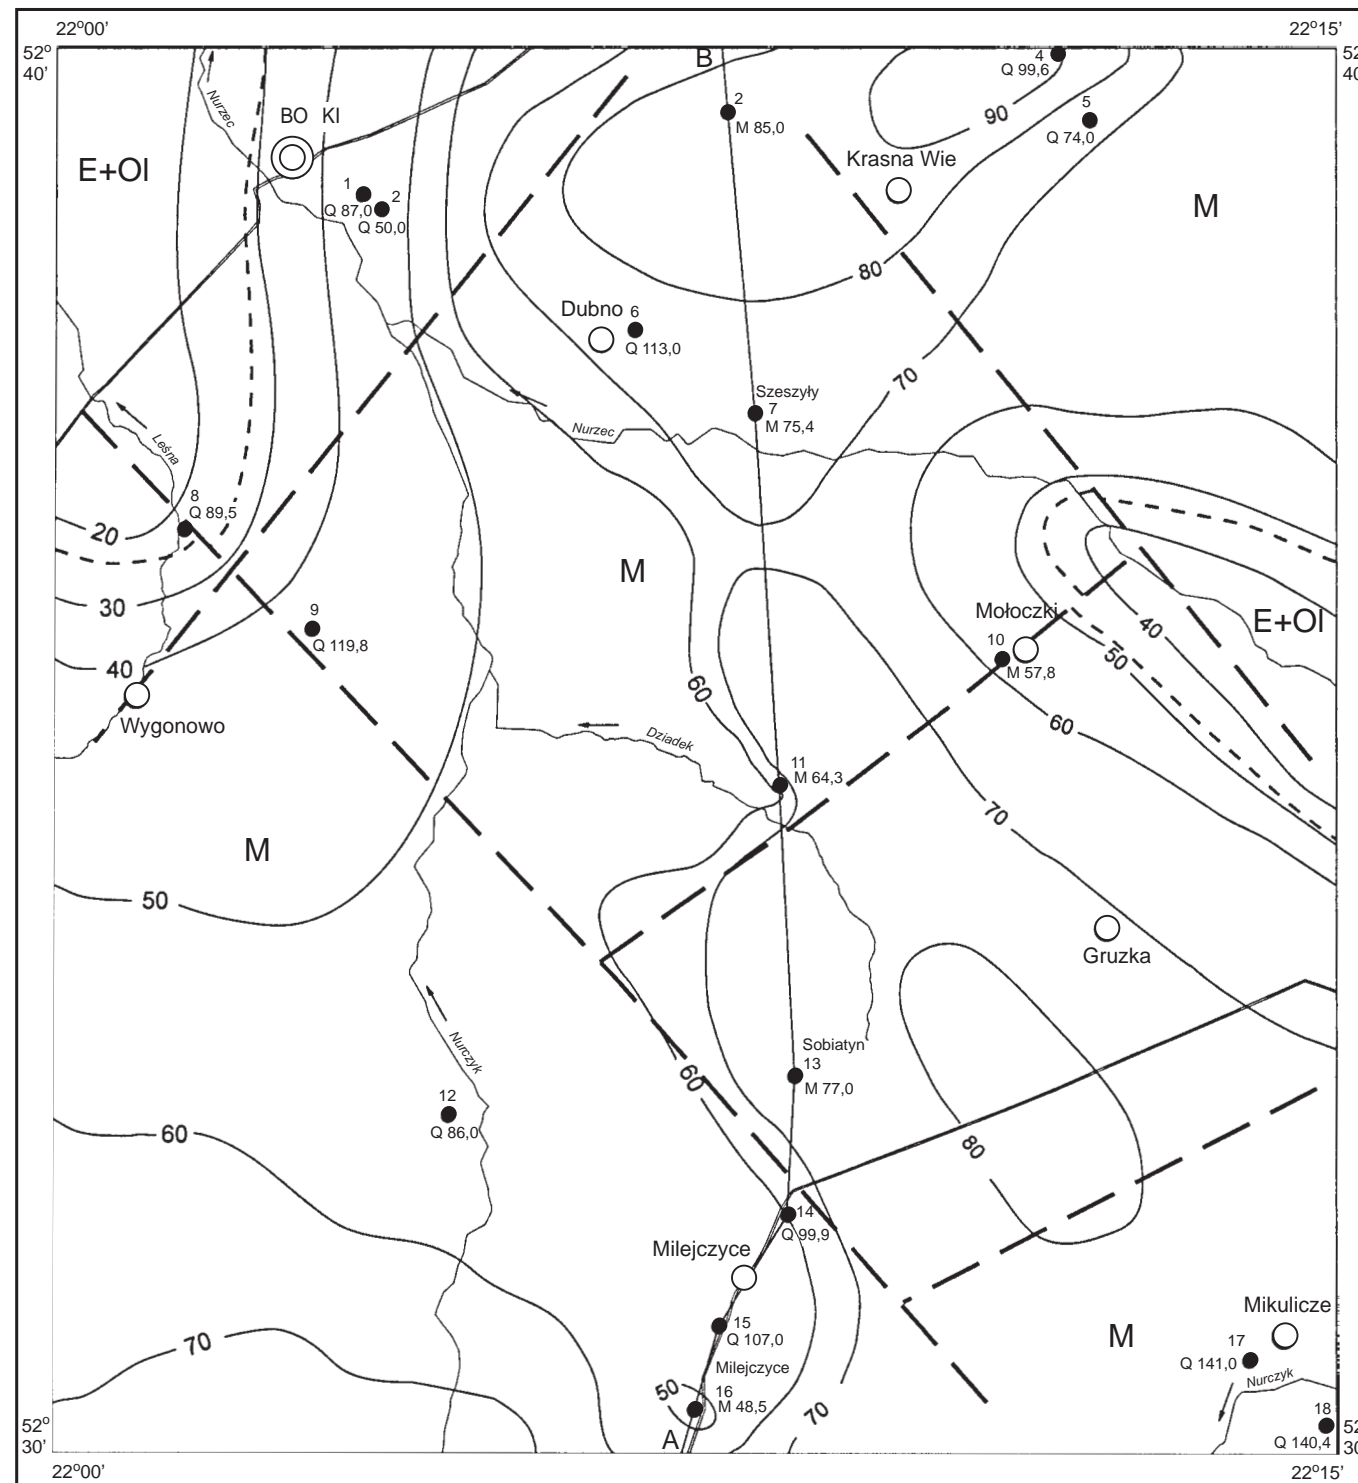 22°00’
22°15’
52°
40’
52
40
B
4
Q 99,6
Nurzec
BO KI
2
M 85,0
90
5
Q 74,0
Krasna Wie
E+Ol
1
Q 87,0
2
Q 50,0
M
80
Dubno
6
Q 113,0
70
Szeszyły
7
M 75,4
Nurzec
Leśna
8
Q 89,5
20
M
30
Mołoczki
40
E+Ol
9
Q 119,8
10
M 57,8
50
40
60
Wygonowo
60
Dziadek
11
M 64,3
70
M
50
Gruzka
Sobiatyn
13
M 77,0
Nurczyk
60
12
Q 86,0
60
80
14
Q 99,9
Milejczyce
Mikulicze
15
Q 107,0
M
17
Q 141,0
70
Milejczyce
Nurczyk
50
16
M 48,5
70
18
Q 140,4
A
52°
30’
52
30
22°00’
22°15’